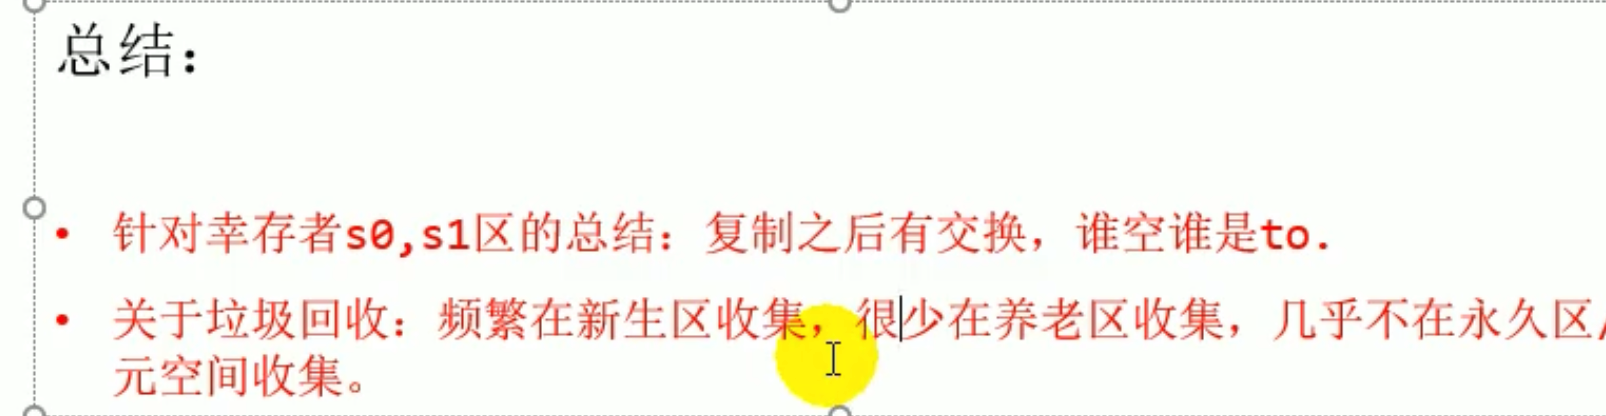 总结：
• 针对幸存者s0,s1区的总结：复制之后有交换，谁空谁是to.
• 关于垃圾回收：频繁在新生区收集，很少在养老区收集，几乎不在永久区/
元空间收集。